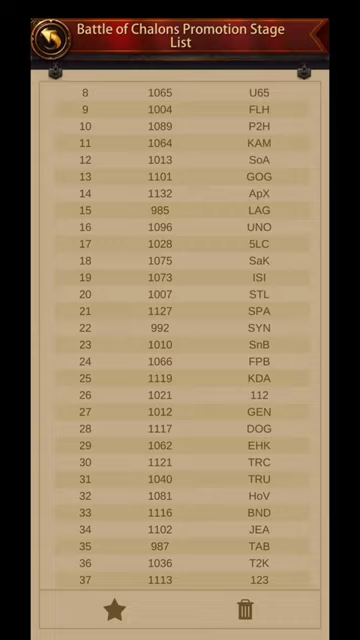 Battle of Chalons Promotion Stage
List
8 1065 U65
9 1004 FLH
10 1089 P2H
11 1064 KAM
12 1013 SoA
13 1101 GOG
14 1132 ApX
15 985 LAG
16 1096 UNO
17 1028 5LC
18 1075 SaK
19 1073 ISI
20 1007 STL
21 1127 SPA
22 992 SYN
23 1010 SnB
24 1066 FPB
25 1119 KDA
26 1021 112
27 1012 GEN
28 1117 DOG
29 1062 EHK
30 1121 TRC
31 1040 TRU
32 1081 HoV
33 1116 BND
34 1102 JEA
35 987 TAB
36 1036 T2K
37 1113 123